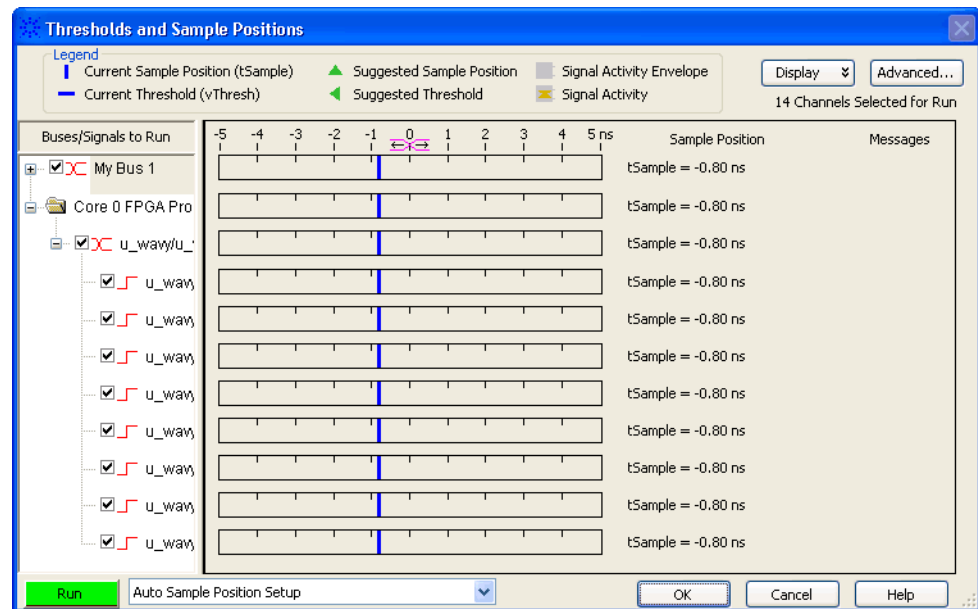 Thresholds and Sample Positions
Legend
Current Sample Position (tSample)
Suggested Sample Position
Signal Activity Envelope
Current Threshold (vThresh)
Suggested Threshold
Signal Activity
Display
Advanced...
14 Channels Selected for Run
Buses/Signals to Run
-5 -4 -3 -2 -1 0 1 2 3 4 5 ns
Sample Position
Messages
My Bus 1
tSample = -0.80 ns
Core 0 FPGA Pro
tSample = -0.80 ns
u_wavy/u_
tSample = -0.80 ns
u_wavy
tSample = -0.80 ns
u_wavy
tSample = -0.80 ns
u_wavy
tSample = -0.80 ns
u_wavy
tSample = -0.80 ns
u_wavy
tSample = -0.80 ns
u_wavy
tSample = -0.80 ns
u_wavy
tSample = -0.80 ns
u_wavy
tSample = -0.80 ns
Run
Auto Sample Position Setup
OK
Cancel
Help